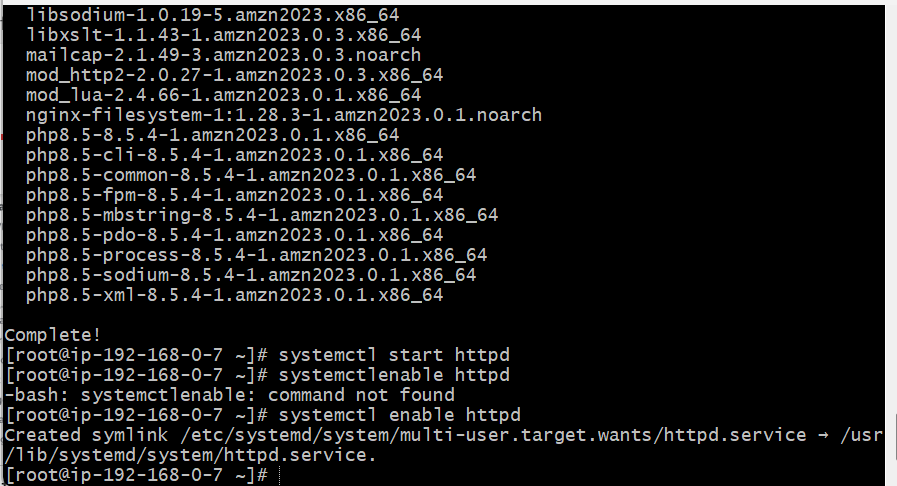 libsodium-1.0.19-5.amzn2023.x86_64
libxslt-1.1.43-1.amzn2023.0.3.x86_64
mailcap-2.1.49-3.amzn2023.0.3.noarch
mod_http2-2.0.27-1.amzn2023.0.3.x86_64
mod_lua-2.4.66-1.amzn2023.0.1.x86_64
nginx-filesystem-1:1.28.3-1.amzn2023.0.1.noarch
php8.5-8.5.4-1.amzn2023.0.1.x86_64
php8.5-cli-8.5.4-1.amzn2023.0.1.x86_64
php8.5-common-8.5.4-1.amzn2023.0.1.x86_64
php8.5-fpm-8.5.4-1.amzn2023.0.1.x86_64
php8.5-mbstring-8.5.4-1.amzn2023.0.1.x86_64
php8.5-pdo-8.5.4-1.amzn2023.0.1.x86_64
php8.5-process-8.5.4-1.amzn2023.0.1.x86_64
php8.5-sodium-8.5.4-1.amzn2023.0.1.x86_64
php8.5-xml-8.5.4-1.amzn2023.0.1.x86_64
Complete!
[root@ip-192-168-0-7 ~]# systemctl start httpd
[root@ip-192-168-0-7 ~]# systemctlenable httpd
-bash: systemctlenable: command not found
[root@ip-192-168-0-7 ~]# systemctl enable httpd
Created symlink /etc/systemd/system/multi-user.target.wants/httpd.service → /usr
/lib/systemd/system/httpd.service.
[root@ip-192-168-0-7 ~]#